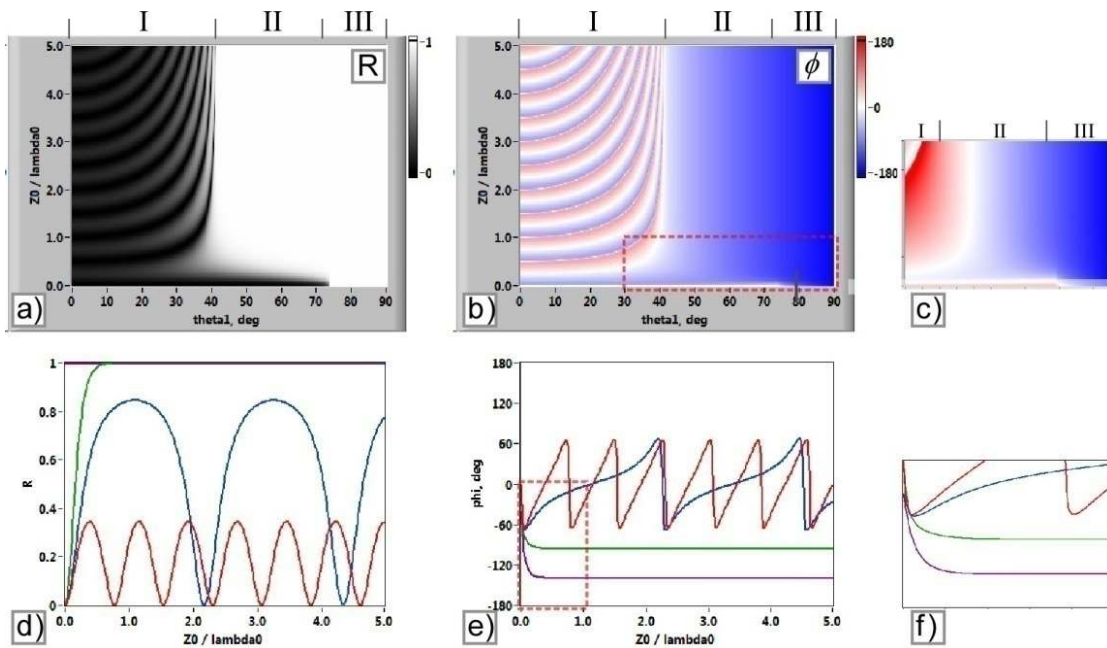 I II III
R
1
0
5.0
4.0
3.0
2.0
1.0
0.0
Z0 / lambda0
0 10 20 30 40 50 60 70 80 90
theta1, deg
a)
I II III
ϕ
180
0
-180
5.0
4.0
3.0
2.0
1.0
0.0
Z0 / lambda0
0 10 20 30 40 50 60 70 80 90
theta1, deg
b)
I II III
c)
1
0.8
0.6
0.4
0.2
0
R
0.0 1.0 2.0 3.0 4.0 5.0
Z0 / lambda0
d)
180
120
60
0
-60
-120
-180
phi, deg
0.0 1.0 2.0 3.0 4.0 5.0
Z0 / lambda0
e)
f)